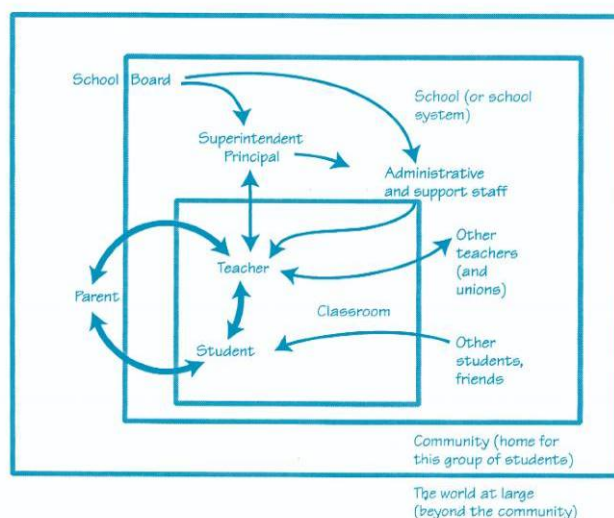 School Board
School (or school
system)
Superintendent
Principal
Administrative
and support staff
Other
teachers
(and
unions)
Teacher
Parent
Classroom
Student
Other
students,
friends
Community (home for
this group of students)
The world at large
(beyond the community)